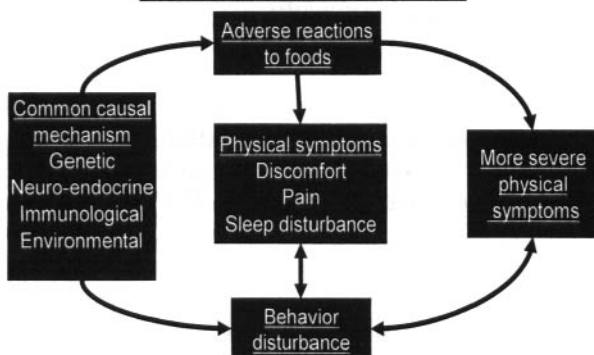 Adverse reactions
to foods
Common causal
mechanism
Genetic
Neuro-endocrine
Immunological
Environmental
Physical symptoms
Discomfort
Pain
Sleep disturbance
More severe
physical
symptoms
Behavior
disturbance